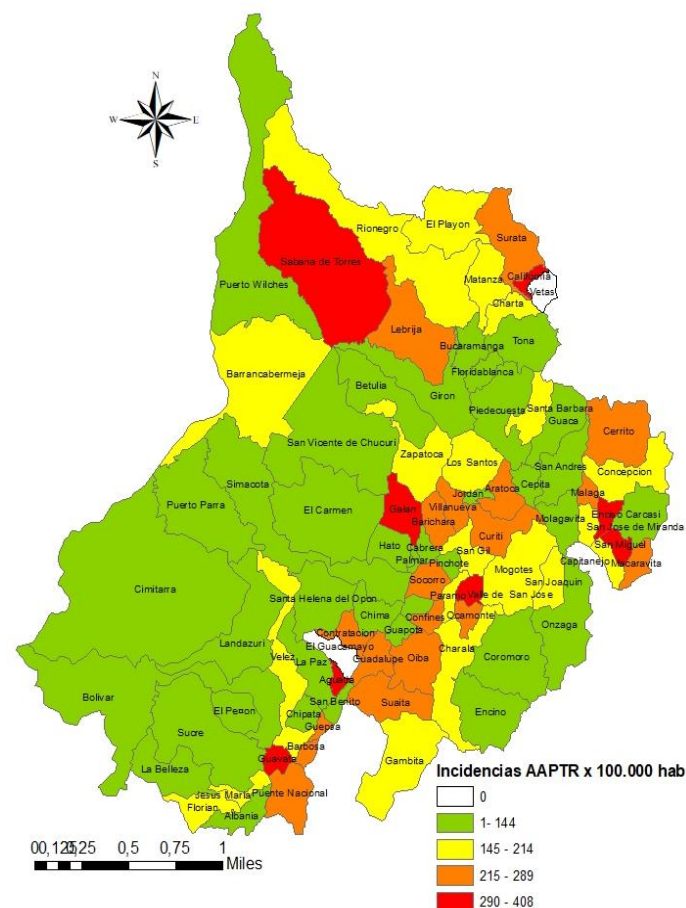 N
W E
S
El Playon
Rionegro
Surata
Sabana de Torres
California
Matanza
Puerto Wilches
Vetas
Charta
Lebrija
Bucaramanga
Tona
Floridablanca
Barrancabermeja
Betulia
Giron
Piedecuesta
Santa Barbara
Guaca
Cerrito
San Vicente de Chucuri
Zapatoca
Los Santos
San Andres
Concepcion
Simacota
Aratoca
Cepita
Malaga
Jordan
Puerto Parra
El Carmen
Galan
Villanueva
Enciso
Carcasi
Barichara
Molagavita
San Jose de Miranda
Curiti
Hato
Cabrera
San Gil
San Miguel
Palmar
Pinchote
Capitanejo
Macaravita
Mogotes
Cimitarra
Socorro
San Joaquin
Paramo
Valle de San Jose
Santa Helena del Opon
Chima
Confines
Ocamonte
Guapota
Onzaga
Contratacion
Landazuri
El Guacamayo
Charala
Velez
La Paz
Guadalupe
Oiba
Coromoro
Aguada
Bolivar
San Benito
Encino
El Penon
Chipata
Suaita
Sucre
Guepsa
Barbosa
Guavata
Gambita
La Belleza
Jesus Maria
Puente Nacional
Florian
Albania
Incidencias AAPTR x 100.000 hab
0
1- 144
145 - 214
215 - 289
290 - 408
0,5 0,75 1
Miles